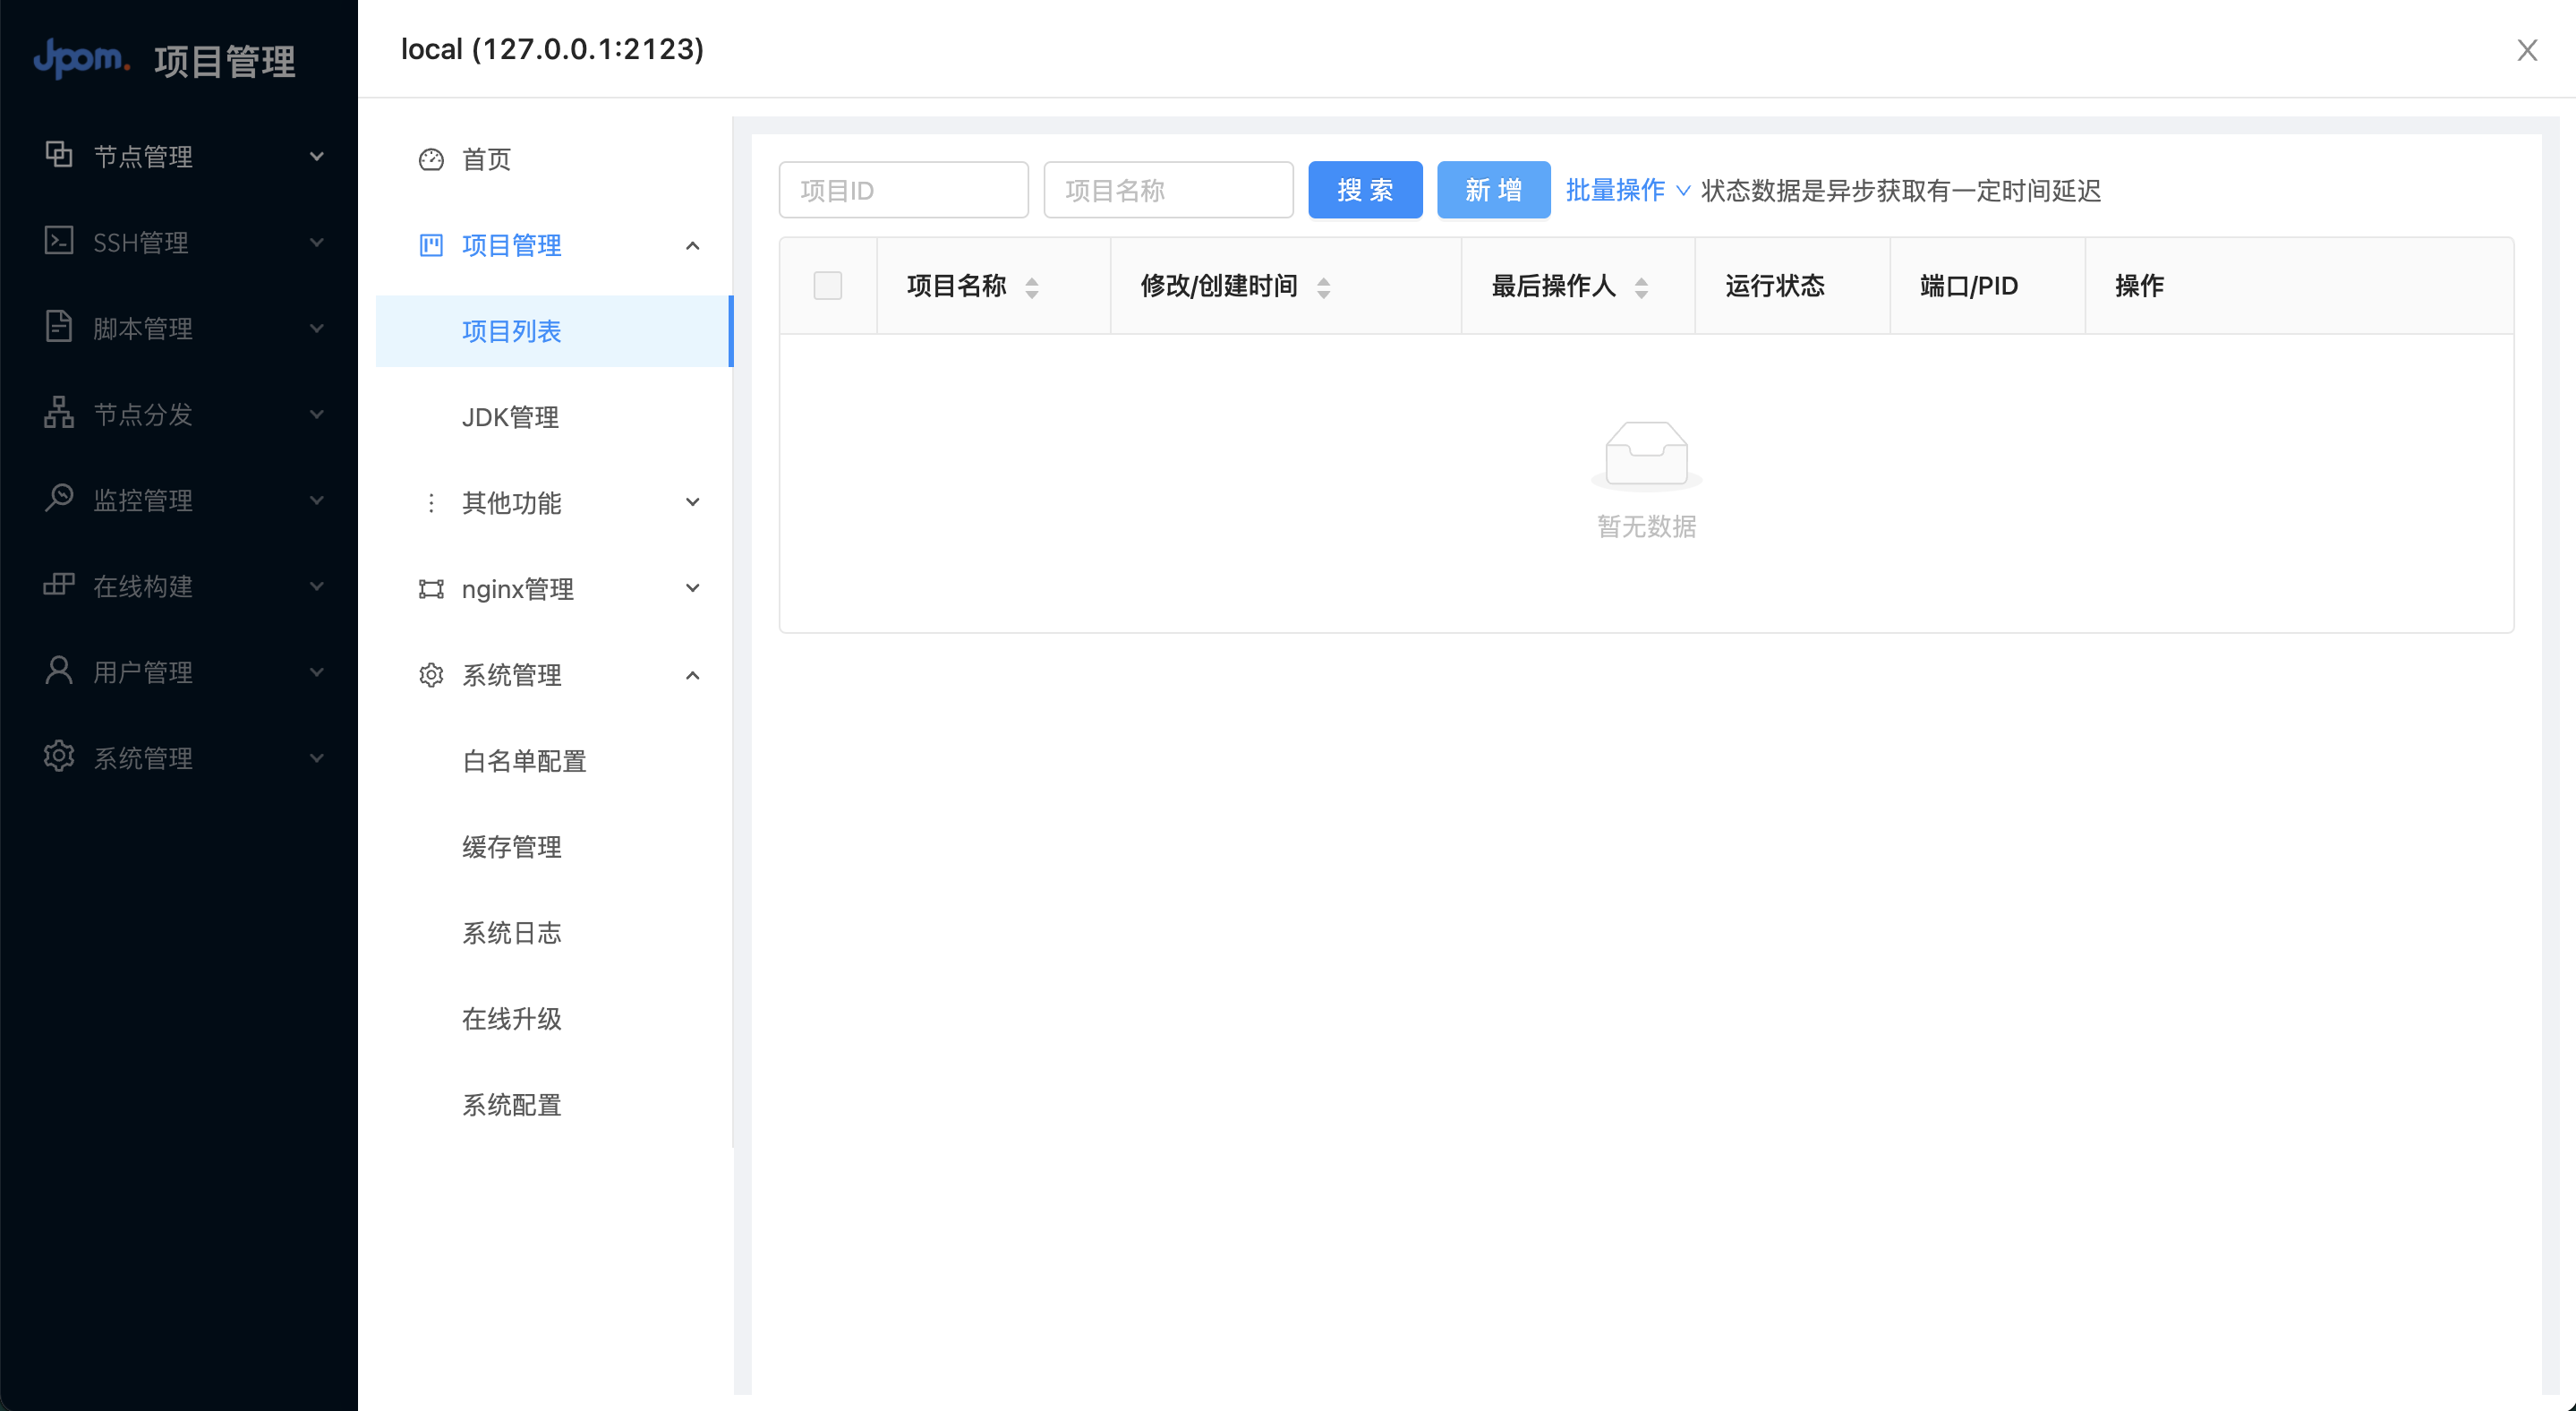 Jpom. 项目管理
节点管理
SSH管理
脚本管理
节点分发
监控管理
在线构建
用户管理
系统管理
local (127.0.0.1:2123)
首页
项目管理
项目列表
JDK管理
其他功能
nginx管理
系统管理
白名单配置
缓存管理
系统日志
在线升级
系统配置
项目ID 项目名称 搜 索 新 增 批量操作 状态数据是异步获取有一定时间延迟
项目名称 修改/创建时间 最后操作人 运行状态 端口/PID 操作
暂无数据